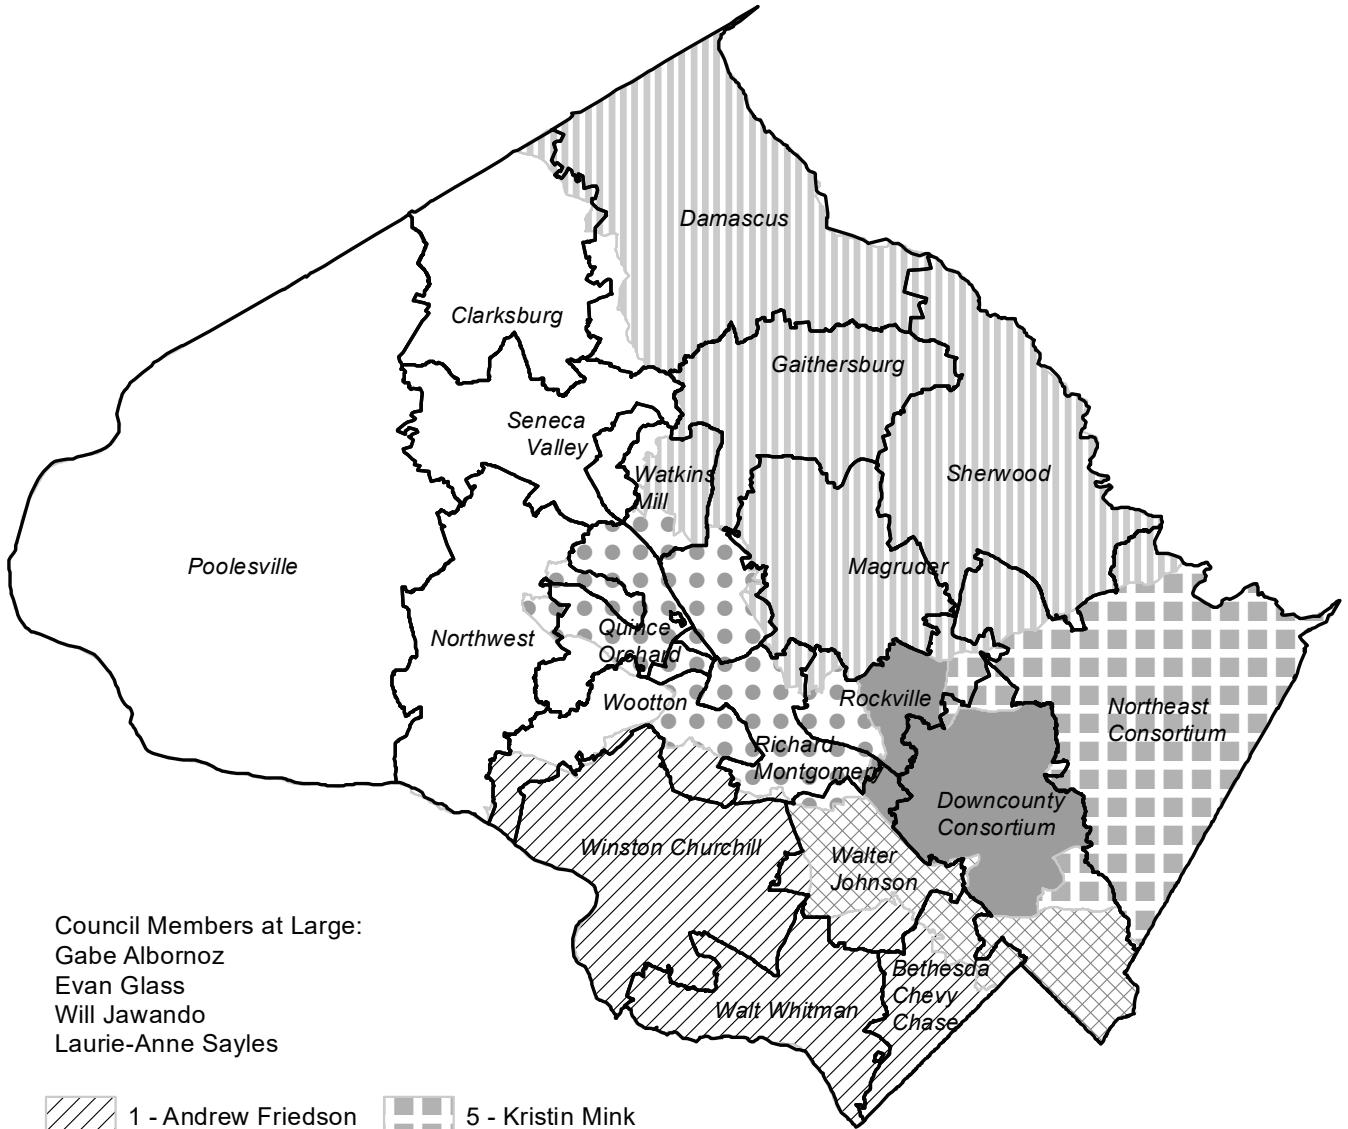 Damascus
Clarksburg
Gaithersburg
Seneca
Valley
Watkins
Mill
Sherwood
Poolesville
Magruder
Northwest
Quince
Orchard
Wootton
Rockville
Northeast
Consortium
Richard
Montgomery
Downcounty
Consortium
Winston Churchill
Walter
Johnson
Bethesda
Chevy
Chase
Walt Whitman
Council Members at Large:
Gabe Albornoz
Evan Glass
Will Jawando
Laurie-Anne Sayles
1 - Andrew Friedson
5 - Kristin Mink